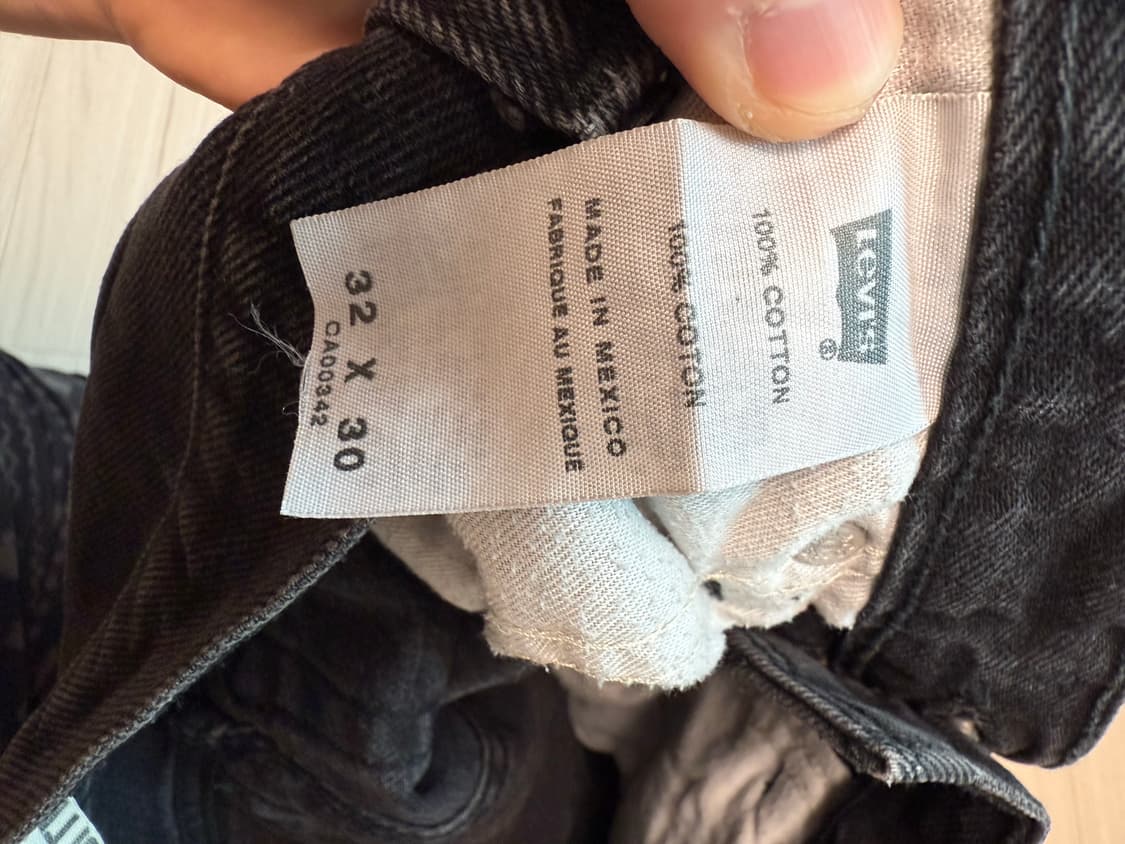 Levi's
®
100% COTTON
100% COTON
MADE IN MEXICO
FABRIQUE AU MEXIQUE
32 X 30
CA00342